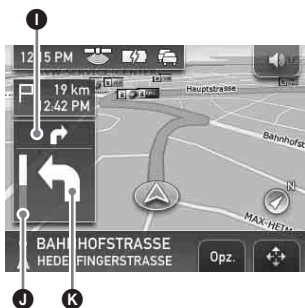 I
12:15 PM
19 km
12:42 PM
Hauptstrasse
Bahnhofst
N
MAX-HEIM
BAHNHOFSTRASSE
HEDELFINGERSTRASSE
Opz.
J
K